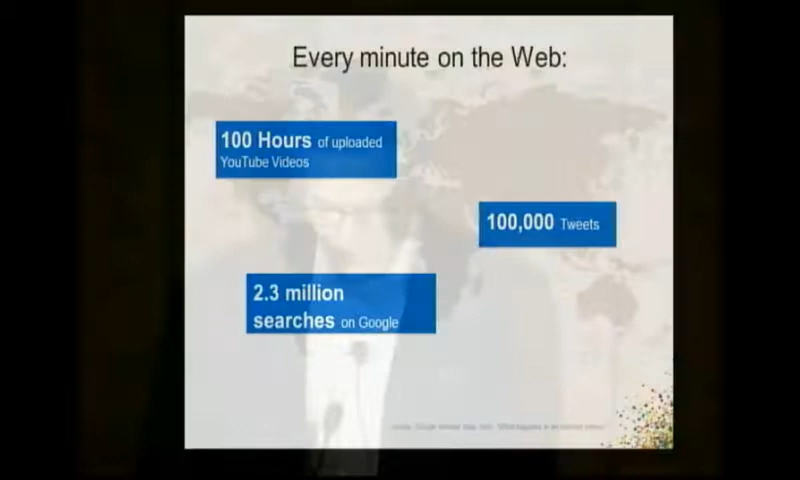 Every minute on the Web:
100 Hours of uploaded
YouTube Videos
100,000 Tweets
2.3 million
searches on Google